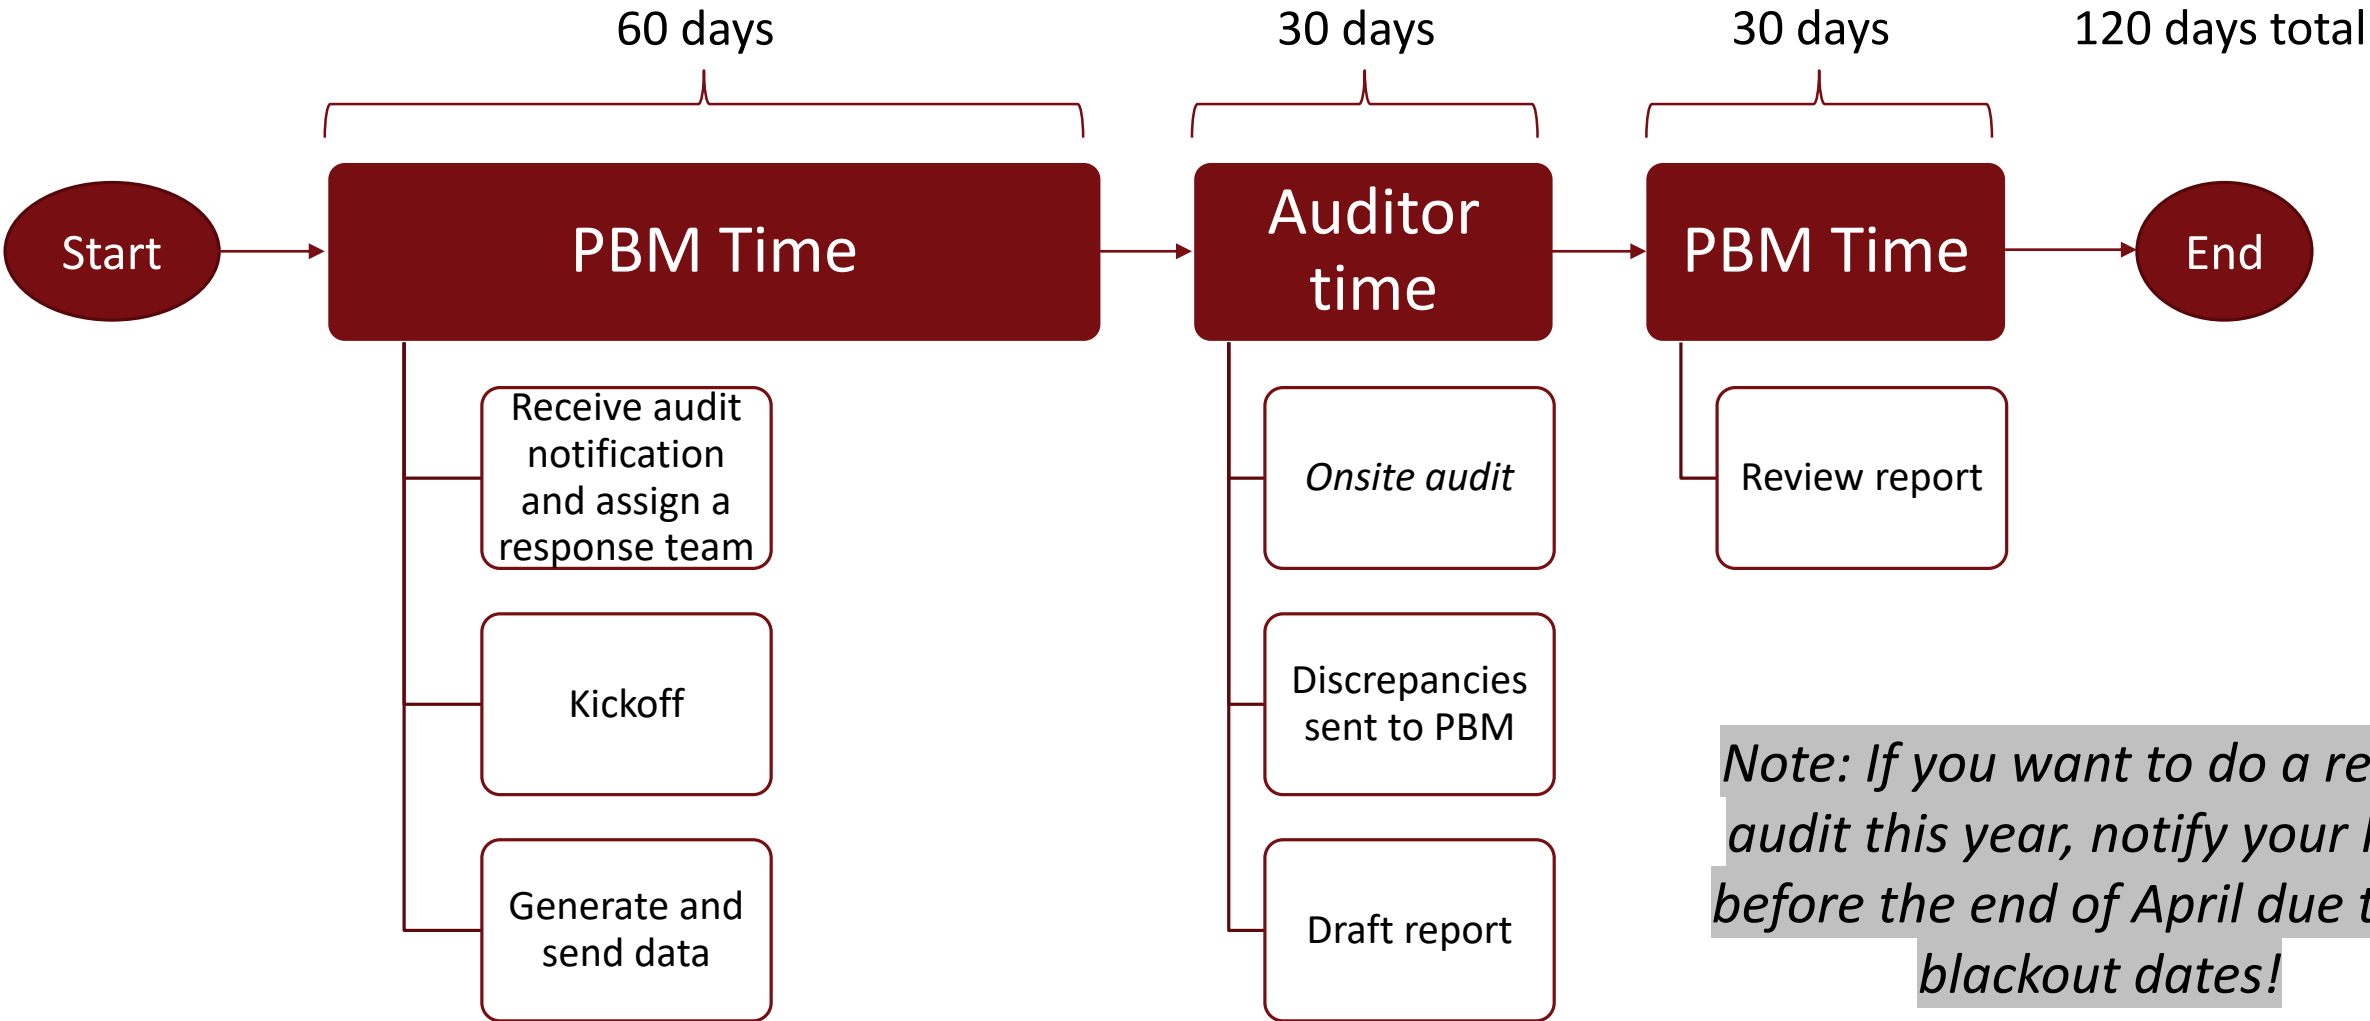 60 days
30 days
30 days
120 days total
Start
PBM Time
Auditor
time
PBM Time
End
Receive audit
notification
and assign a
response team
Kickoff
Generate and
send data
Onsite audit
Discrepancies
sent to PBM
Draft report
Review report
Note: If you want to do a
audit this year, notify your
before the end of April due
blackout dates!